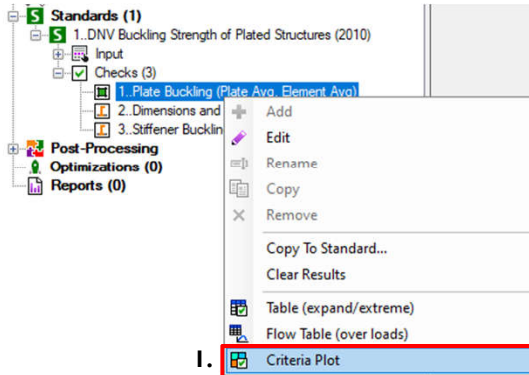 Standards (1)
1..DNV Buckling Strength of Plated Structures (2010)
Input
Checks (3)
1..Plate Buckling (Plate Avg, Element Avg)
2..Dimensions and
3..Stiffener Bucklin
Post-Processing
Optimizations (0)
Reports (0)
Add
Edit
Rename
Copy
Remove
Copy To Standard...
Clear Results
Table (expand/extreme)
Flow Table (over loads)
1. Criteria Plot